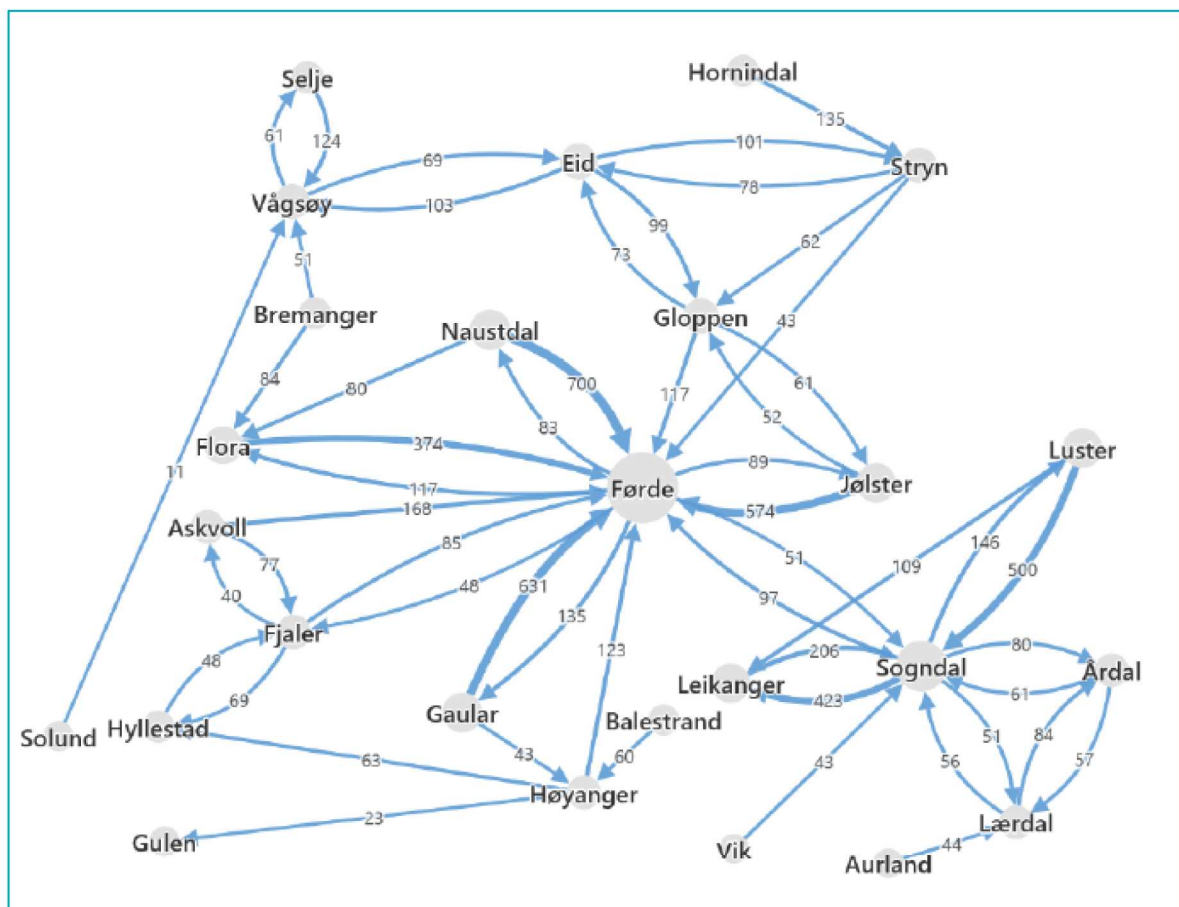 Hornindal
Selje
135
61
124
69
Eid
101
Stryn
78
Vågsøy
103
99
62
73
51
Bremanger
Naustdal
Gloppen
43
84
80
700
117
61
52
83
Flora
374
89
Luster
11
117
Førde
Jølster
168
574
Askvoll
85
51
146
77
109
500
40
48
631
97
Fjaler
135
123
48
206
80
Leikanger
Sogndal
Årdal
69
423
61
Gaular
Balestrand
Solund
Hyllestad
51
84
43
60
63
43
56
57
Høyanger
23
Lærdal
Gulen
Vik
44
Aurland